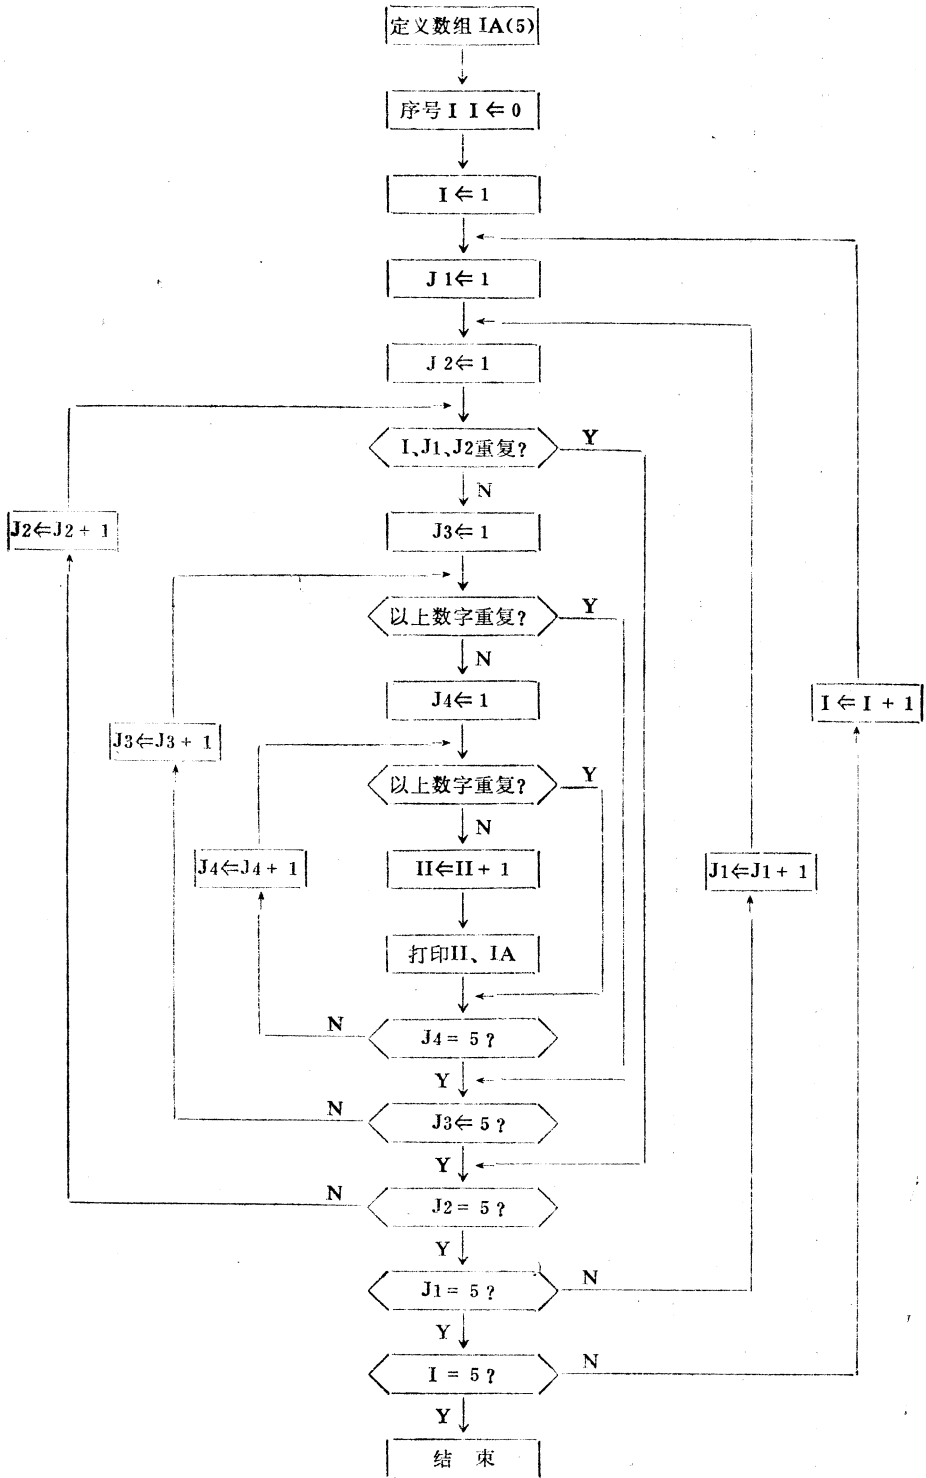 定义数组 IA(5)
序号 I I ⇐ 0
I ⇐ 1
J 1⇐ 1
J 2⇐ 1
I、J1、J2重复?
Y
N
J2⇐J2 + 1
J3⇐ 1
以上数字重复?
Y
N
J4⇐ 1
I ⇐ I + 1
J3⇐J3 + 1
以上数字重复?
Y
N
J4⇐J4 + 1
II⇐II + 1
J1⇐J1 + 1
打印II、IA
N
J4 = 5 ?
Y
N
J3⇐ 5 ?
Y
N
J2 = 5 ?
Y
J1 = 5 ?
N
Y
I = 5 ?
N
Y
结 束